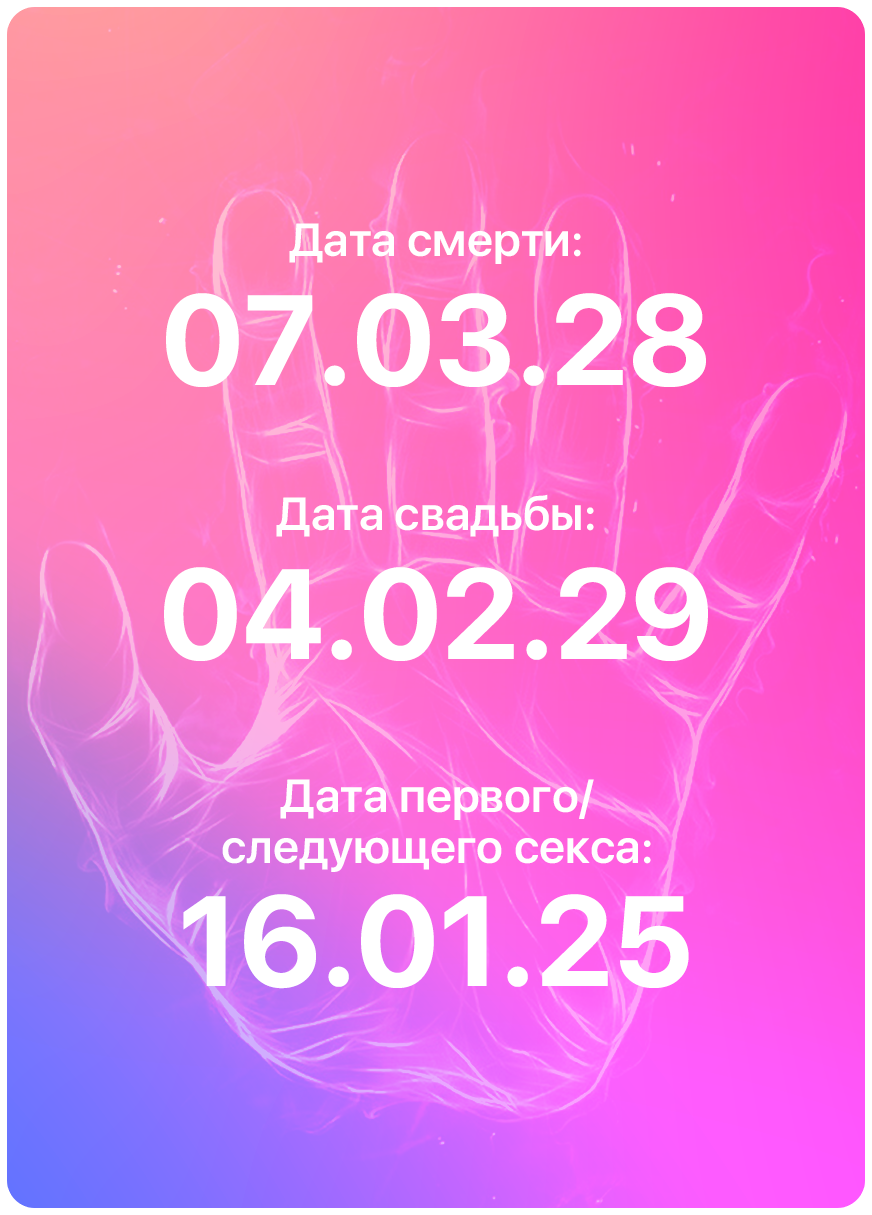 Дата смерти:
07.03.28
Дата свадьбы:
04.02.29
Дата первого/
следующего секса:
16.01.25